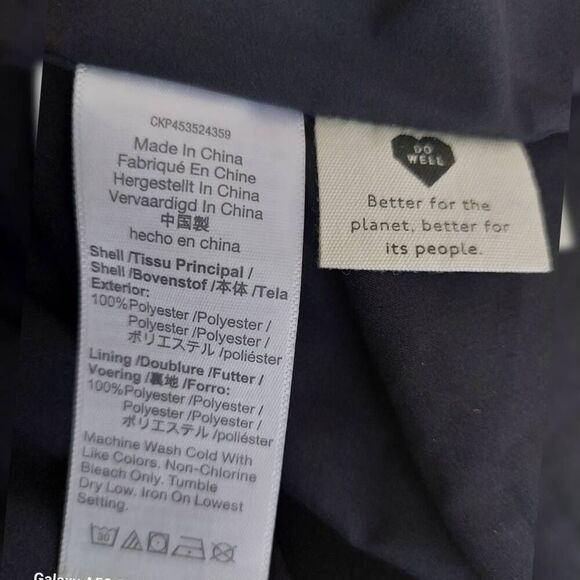 CKP453524359
Made In China
Fabriqué En Chine
Hergestellt In China
Vervaardigd In China
中国製
hecho en china
Shell /Tissu Principal /
Shell /Bovenstof /本体 /Tela
Exterior:
100%Polyester /Polyester /
Polyester /Polyester /
ポリエステル /poliéster
Lining /Doublure /Futter /
Voering /裏地 /Forro:
100%Polyester /Polyester /
Polyester /Polyester /
ポリエステル /poliéster
Machine Wash Cold With
Like Colors. Non-Chlorine
Bleach Only. Tumble
Dry Low. Iron On Lowest
Setting.
30
DO
WELL
Better for the
planet, better for
its people.